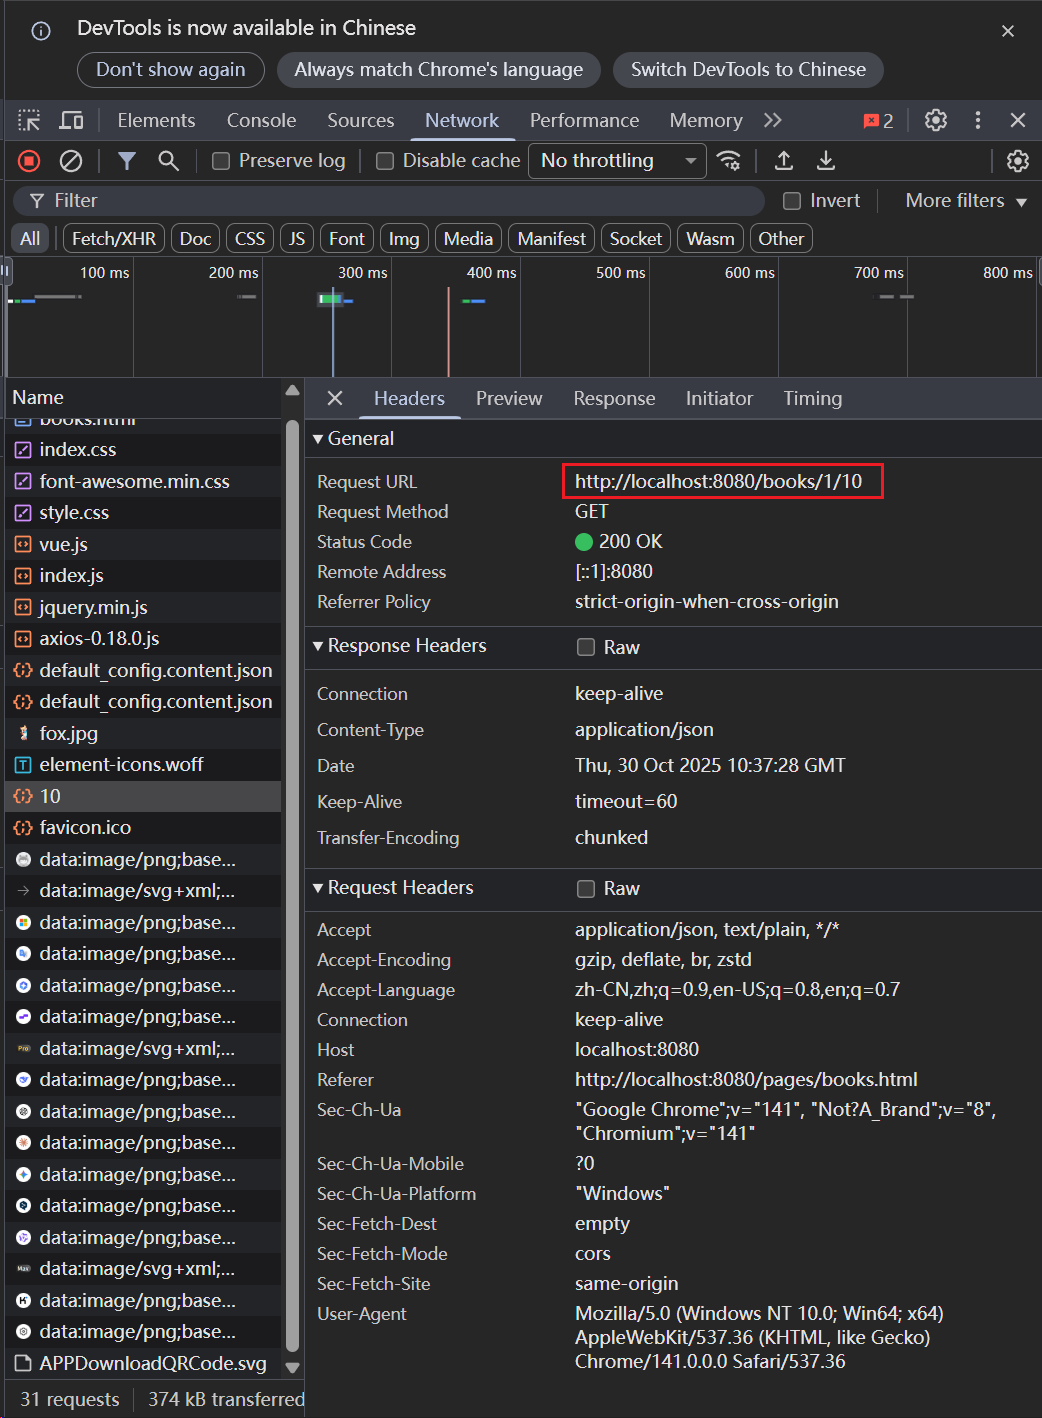 DevTools is now available in Chinese
Don't show again
Always match Chrome's language
Switch DevTools to Chinese
Elements Console Sources Network Performance Memory 2
Preserve log Disable cache No throttling
Filter Invert More filters
All Fetch/XHR Doc CSS JS Font Img Media Manifest Socket Wasm Other
100 ms 200 ms 300 ms 400 ms 500 ms 600 ms 700 ms 800 ms
Name
books.html
index.css
font-awesome.min.css
style.css
vue.js
index.js
jquery.min.js
axios-0.18.0.js
default_config.content.json
default_config.content.json
fox.jpg
element-icons.woff
10
favicon.ico
data:image/png;base...
data:image/svg+xml;...
data:image/png;base...
data:image/png;base...
data:image/png;base...
data:image/png;base...
data:image/svg+xml;...
data:image/png;base...
data:image/png;base...
data:image/png;base...
data:image/png;base...
data:image/png;base...
data:image/png;base...
data:image/svg+xml;...
data:image/png;base...
data:image/png;base...
APPDownloadQRCode.svg
31 requests 374 kB transferred
Headers Preview Response Initiator Timing
General
Request URL http://localhost:8080/books/1/10
Request Method GET
Status Code 200 OK
Remote Address [::1]:8080
Referrer Policy strict-origin-when-cross-origin
Response Headers Raw
Connection keep-alive
Content-Type application/json
Date Thu, 30 Oct 2025 10:37:28 GMT
Keep-Alive timeout=60
Transfer-Encoding chunked
Request Headers Raw
Accept application/json, text/plain, */*
Accept-Encoding gzip, deflate, br, zstd
Accept-Language zh-CN,zh;q=0.9,en-US;q=0.8,en;q=0.7
Connection keep-alive
Host localhost:8080
Referer http://localhost:8080/pages/books.html
Sec-Ch-Ua "Google Chrome";v="141", "Not?A_Brand";v="8",
"Chromium";v="141"
Sec-Ch-Ua-Mobile ?0
Sec-Ch-Ua-Platform "Windows"
Sec-Fetch-Dest empty
Sec-Fetch-Mode cors
Sec-Fetch-Site same-origin
User-Agent Mozilla/5.0 (Windows NT 10.0; Win64; x64)
AppleWebKit/537.36 (KHTML, like Gecko)
Chrome/141.0.0.0 Safari/537.36